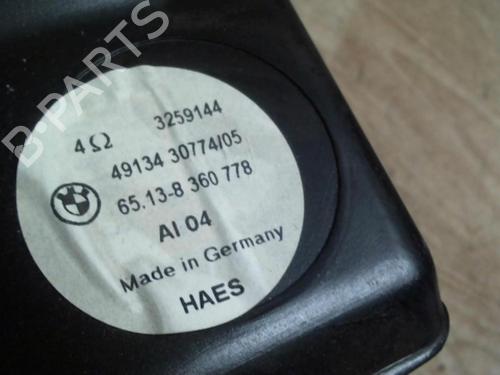 B-PARTS
4Ω 3259144
49134 30774/05
65.13-8 360 778
AI 04
Made in Germany
HAES